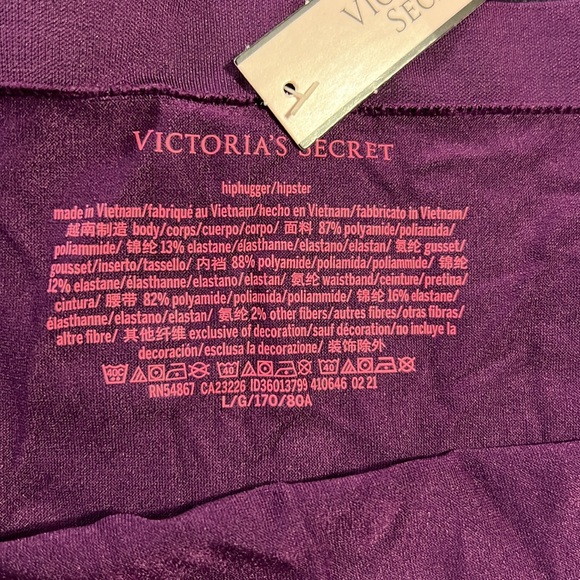 VICTORIA'S
SECRET
VICTORIA'S SECRET
hiphugger/hipster
made in Vietnam/fabriqué au Vietnam/hecho en Vietnam/fabbricato in Vietnam/
越南制造 body/corps/cuerpo/corpo/ 面料 87% polyamide/poliamida/
poliammide/ 锦纶 13% elastane/élasthanne/elastano/elastan/ 氨纶 gusset/
gousset/inserto/tassello/ 内裆 88% polyamide/poliamida/poliammide/ 锦纶
12% elastane/élasthanne/elastano/elastan/ 氨纶 waistband/ceinture/pretina/
cintura/ 腰带 82% polyamide/poliamida/poliammide/ 锦纶 16% elastane/
élasthanne/elastano/elastan/ 氨纶 2% other fibers/autres fibres/otras fibras/
altre fibre/ 其他纤维 exclusive of decoration/sauf décoration/no incluye la
decoración/esclusa la decorazione/ 装饰除外
60C 40 40
RN54867 CA23226 ID36013799 410646 02 21
L/G/170/80A